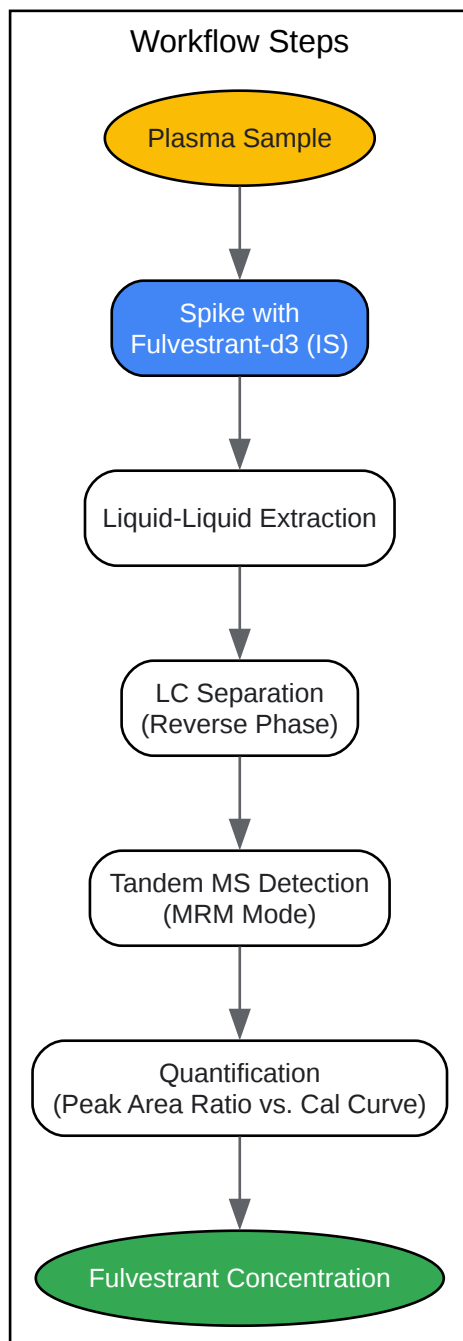 Workflow Steps
Plasma Sample
Spike with
Fulvestrant-d3 (IS)
Liquid-Liquid Extraction
LC Separation
(Reverse Phase)
Tandem MS Detection
(MRM Mode)
Quantification
(Peak Area Ratio vs. Cal Curve)
Fulvestrant Concentration